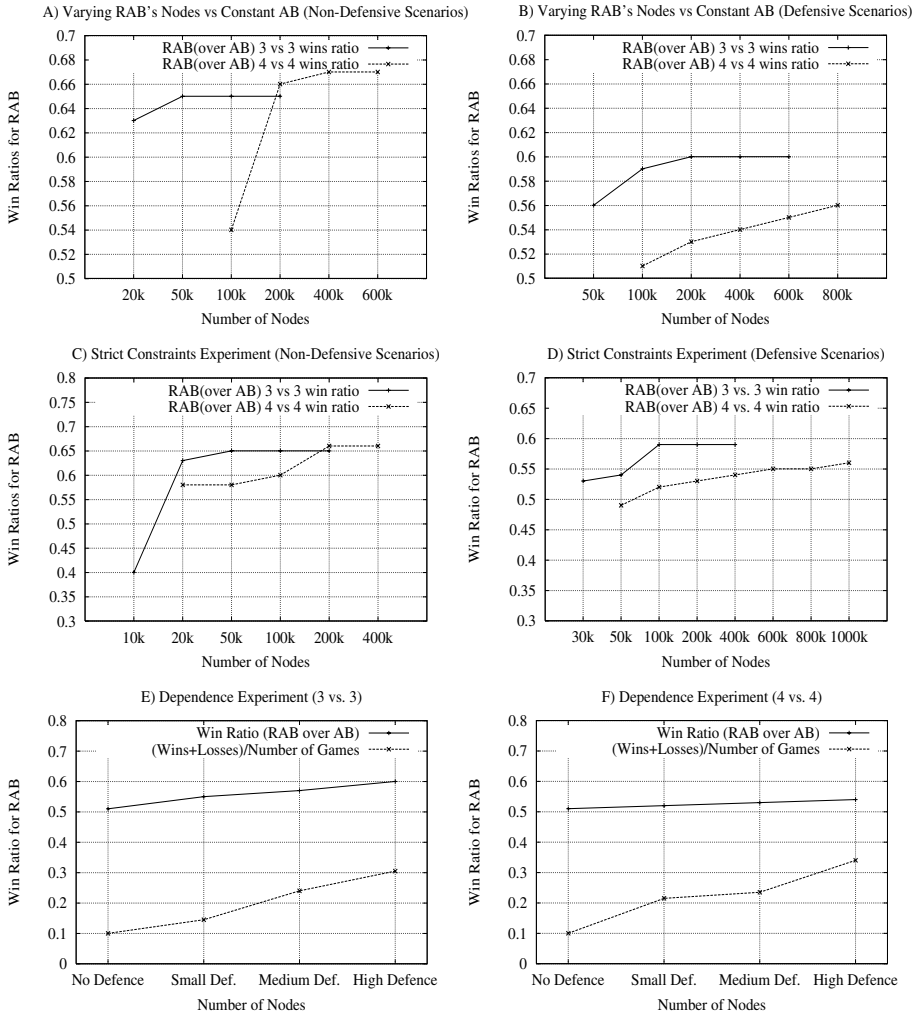 A) Varying RAB's Nodes vs Constant AB (Non-Defensive Scenarios)
RAB(over AB) 3 vs 3 wins ratio
RAB(over AB) 4 vs 4 wins ratio
0.7
0.68
0.66
0.64
0.62
0.6
0.58
0.56
0.54
0.52
0.5
Win Ratios for RAB
20k 50k 100k 200k 400k 600k
Number of Nodes
B) Varying RAB's Nodes vs Constant AB (Defensive Scenarios)
RAB(over AB) 3 vs 3 wins ratio
RAB(over AB) 4 vs 4 wins ratio
0.7
0.68
0.66
0.64
0.62
0.6
0.58
0.56
0.54
0.52
0.5
Win Ratios for RAB
50k 100k 200k 400k 600k 800k
Number of Nodes
C) Strict Constraints Experiment (Non-Defensive Scenarios)
RAB(over AB) 3 vs 3 win ratio
RAB(over AB) 4 vs 4 win ratio
0.8
0.75
0.7
0.65
0.6
0.55
0.5
0.45
0.4
0.35
0.3
Win Ratios for RAB
10k 20k 50k 100k 200k 400k
Number of Nodes
D) Strict Constraints Experiment (Defensive Scenarios)
RAB(over AB) 3 vs. 3 win ratio
RAB(over AB) 4 vs. 4 win ratio
0.7
0.65
0.6
0.55
0.5
0.45
0.4
0.35
0.3
Win Ratio for RAB
30k 50k 100k 200k 400k 600k 800k 1000k
Number of Nodes
E) Dependence Experiment (3 vs. 3)
Win Ratio (RAB over AB)
(Wins+Losses)/Number of Games
0.8
0.7
0.6
0.5
0.4
0.3
0.2
0.1
0
Win Ratio for RAB
No Defence Small Def. Medium Def. High Defence
Number of Nodes
F) Dependence Experiment (4 vs. 4)
Win Ratio (RAB over AB)
(Wins+Losses)/Number of Games
0.8
0.7
0.6
0.5
0.4
0.3
0.2
0.1
0
Win Ratio for RAB
No Defence Small Def. Medium Def. High Defence
Number of Nodes